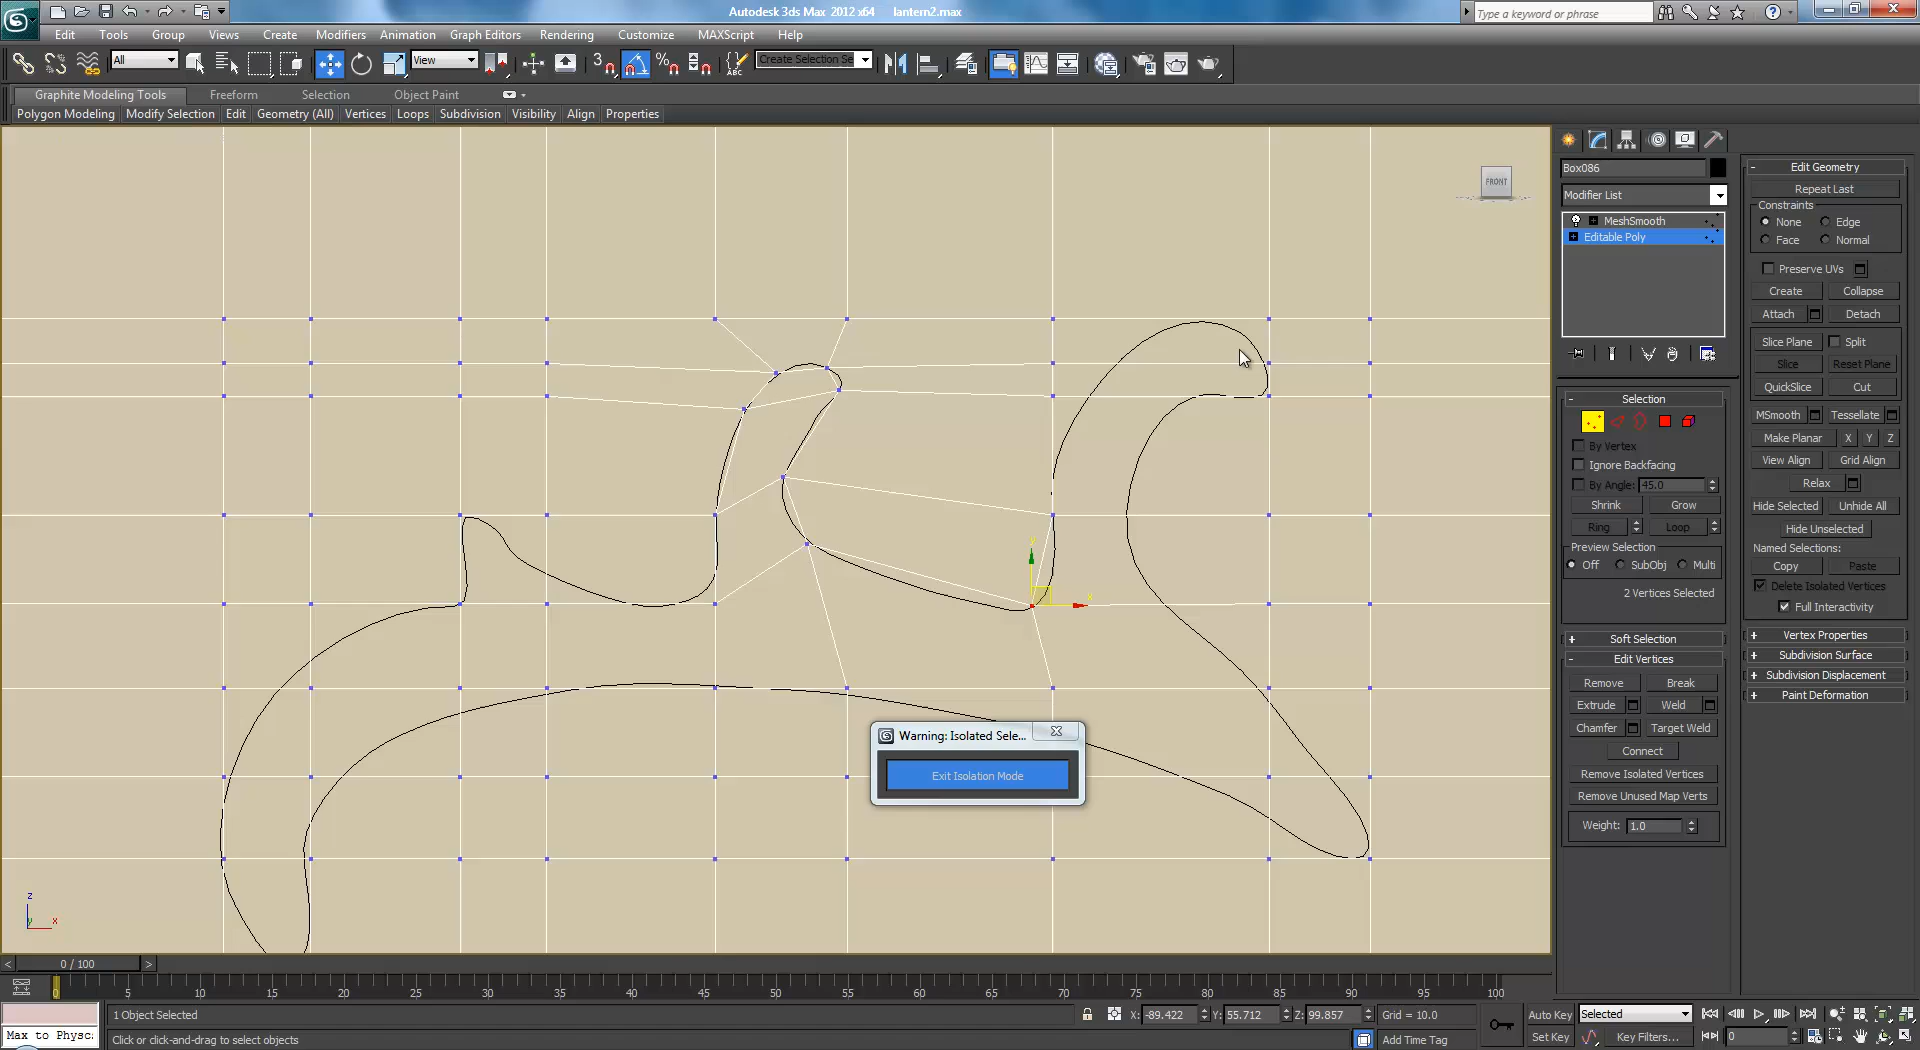 Autodesk 3ds Max 2012 x64 lantern2.max
Type a keyword or phrase
Edit Tools Group Views Create Modifiers Animation Graph Editors Rendering Customize MAXScript Help
All View Create Selection Se
Graphite Modeling Tools Freeform Selection Object Paint
Polygon Modeling Modify Selection Edit Geometry (All) Vertices Loops Subdivision Visibility Align Properties
FRONT
Box086
Modifier List
MeshSmooth
Editable Poly
Selection
By Vertex
Ignore Backfacing
By Angle: 45.0
Shrink Grow
Ring Loop
Preview Selection
Off SubObj Multi
2 Vertices Selected
Soft Selection
Edit Vertices
Remove Break
Extrude Weld
Chamfer Target Weld
Connect
Remove Isolated Vertices
Remove Unused Map Verts
Weight: 1.0
Edit Geometry
Repeat Last
Constraints
None Edge
Face Normal
Preserve UVs
Create Collapse
Attach Detach
Slice Plane Split
Slice Reset Plane
QuickSlice Cut
MSmooth Tessellate
Make Planar X Y Z
View Align Grid Align
Relax
Hide Selected Unhide All
Hide Unselected
Named Selections:
Copy Paste
Delete Isolated Vertices
Full Interactivity
Vertex Properties
Subdivision Surface
Subdivision Displacement
Paint Deformation
y
x
Warning: Isolated Sele...
Exit Isolation Mode
z
y x
< 0 / 100 >
0 5 10 15 20 25 30 35 40 45 50 55 60 65 70 75 80 85 90 95 100
1 Object Selected X: -89.422 Y: 55.712 Z: 99.857 Grid = 10.0 Auto Key Selected
Max to Physc: Click or click-and-drag to select objects Add Time Tag Set Key Key Filters... 0